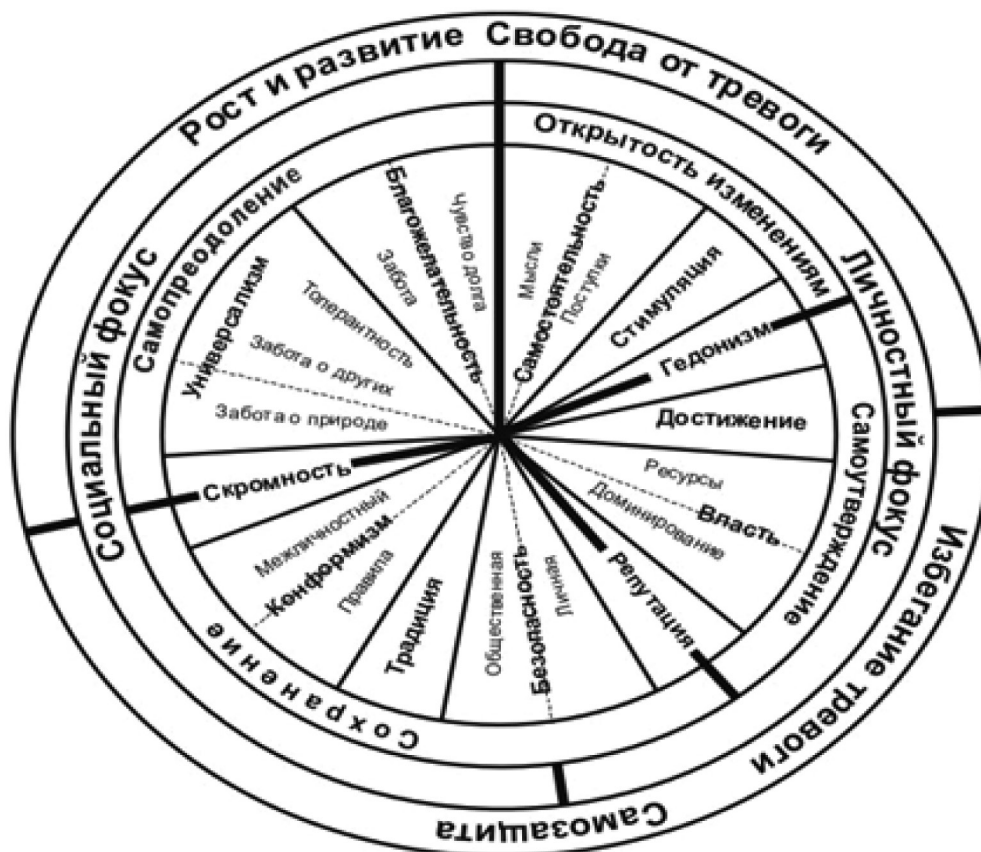 Рост и развитие
Свобода от тревоги
Социальный фокус
Личностный фокус
Избегание тревоги
Самозащита
Самопреодоление
Открытость изменениям
Самоутверждение
Сохранение
Универсализм
Толерантность
Забота о других
Забота о природе
Благожелательность
Забота
Чувство долга
Самостоятельность
Мысли
Поступки
Стимуляция
Гедонизм
Достижение
Ресурсы
Власть
Доминирование
Репутация
Личная
Безопасность
Общественная
Традиция
Правила
Конформизм
Межличностный
Скромность